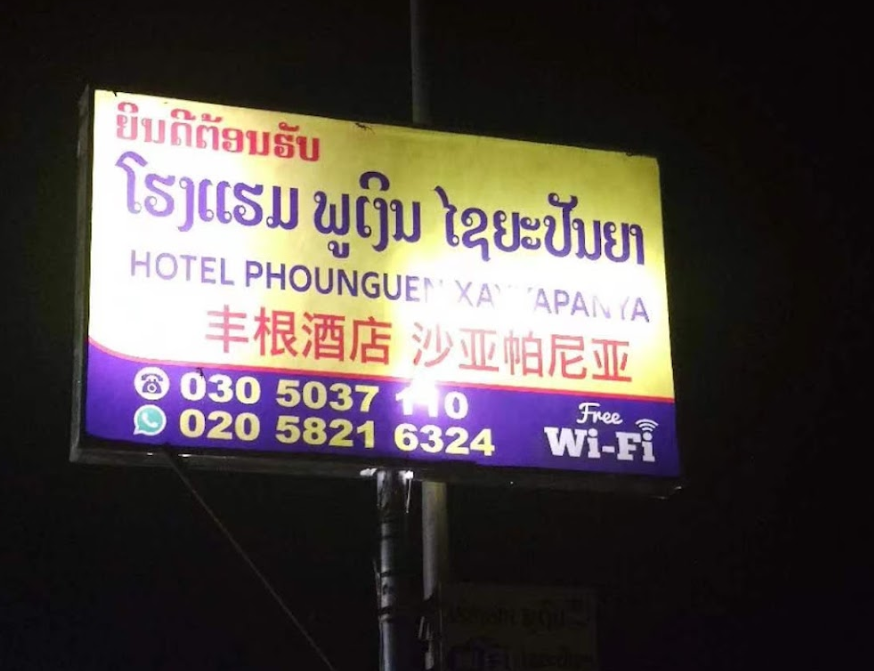 ຍິນດີຕ້ອນຮັບ
ໂຮງແຮມ ພູເງິນ ໄຊຍະປັນຍາ
HOTEL PHOUNGUEN XAYYAPANYA
丰根酒店 沙亚帕尼亚
030 5037 110
020 5821 6324
Free
Wi-Fi